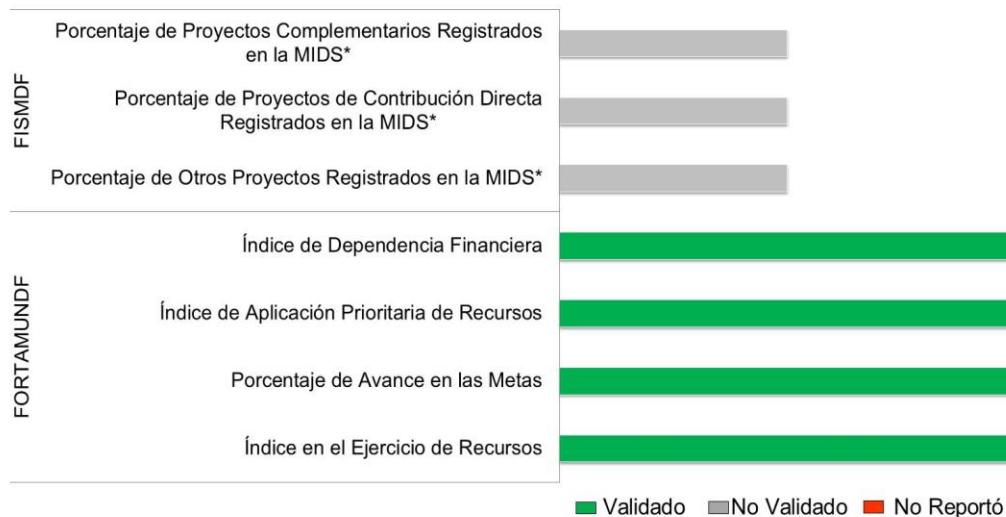 FISMDF
Porcentaje de Proyectos Complementarios Registrados
en la MIDS*
Porcentaje de Proyectos de Contribución Directa
Registrados en la MIDS*
Porcentaje de Otros Proyectos Registrados en la MIDS*
FORTAMUNDF
Índice de Dependencia Financiera
Índice de Aplicación Prioritaria de Recursos
Porcentaje de Avance en las Metas
Índice en el Ejercicio de Recursos
Validado No Validado No Reportó